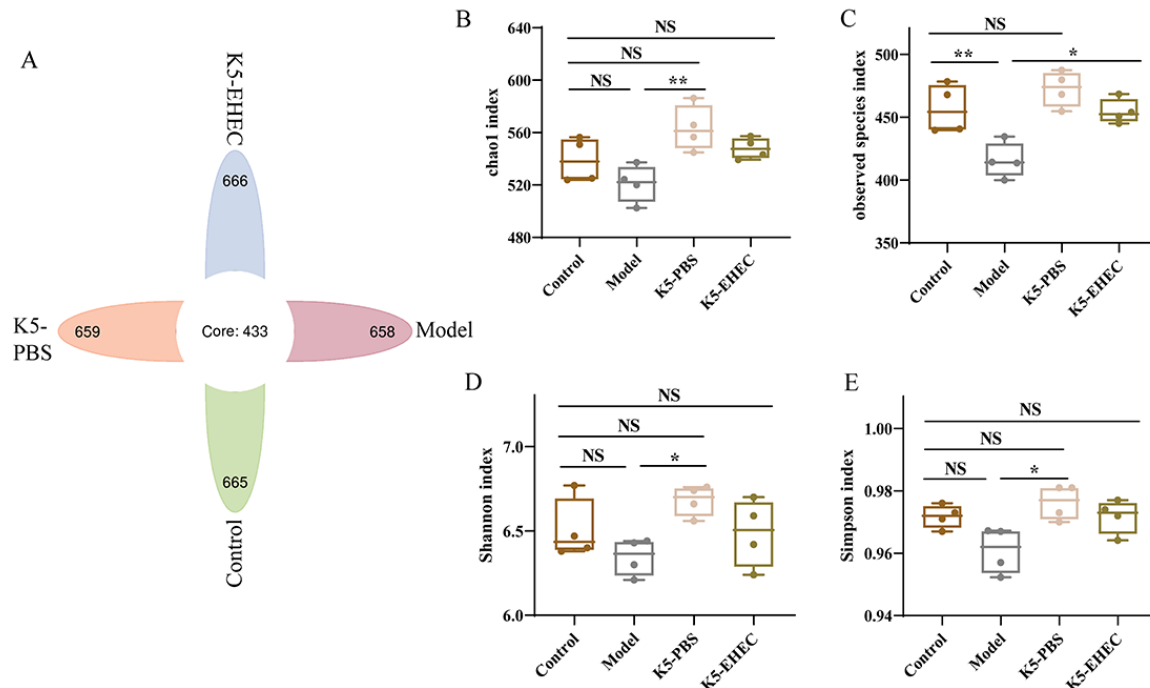 A
K5-EHEC
666
K5-
PBS
659
Core: 433
658
Model
665
Control
B
NS
NS
NS
**
chao1 index
640
600
560
520
480
Control
Model
K5-PBS
K5-EHEC
C
NS
**
*
observed species index
500
450
400
350
Control
Model
K5-PBS
K5-EHEC
D
NS
NS
NS
*
Shannon index
7.0
6.5
6.0
Control
Model
K5-PBS
K5-EHEC
E
NS
NS
NS
*
Simpson index
1.00
0.98
0.96
0.94
Control
Model
K5-PBS
K5-EHEC